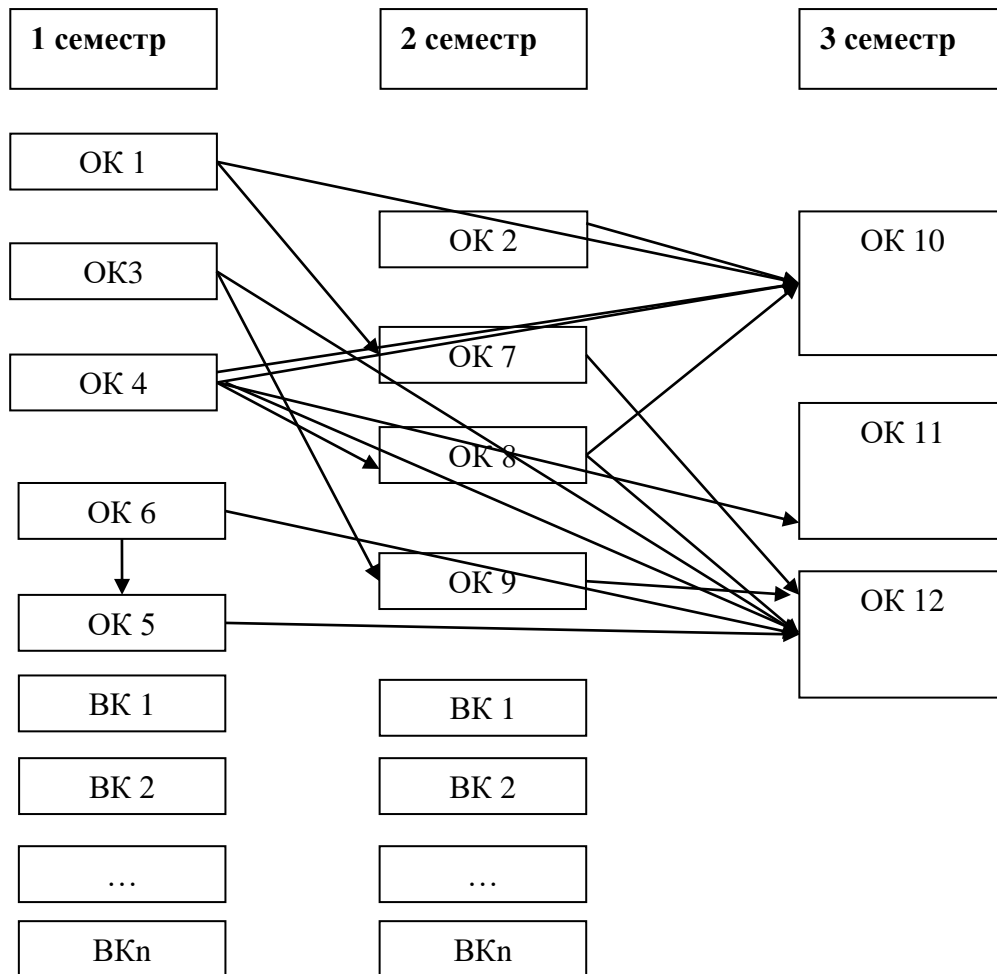 1 семестр
2 семестр
3 семестр
ОК 1
ОК 2
ОК 10
ОК3
ОК 7
ОК 4
ОК 11
ОК 8
ОК 6
ОК 9
ОК 12
ОК 5
ВК 1
ВК 1
ВК 2
ВК 2
…
…
ВКn
ВКn